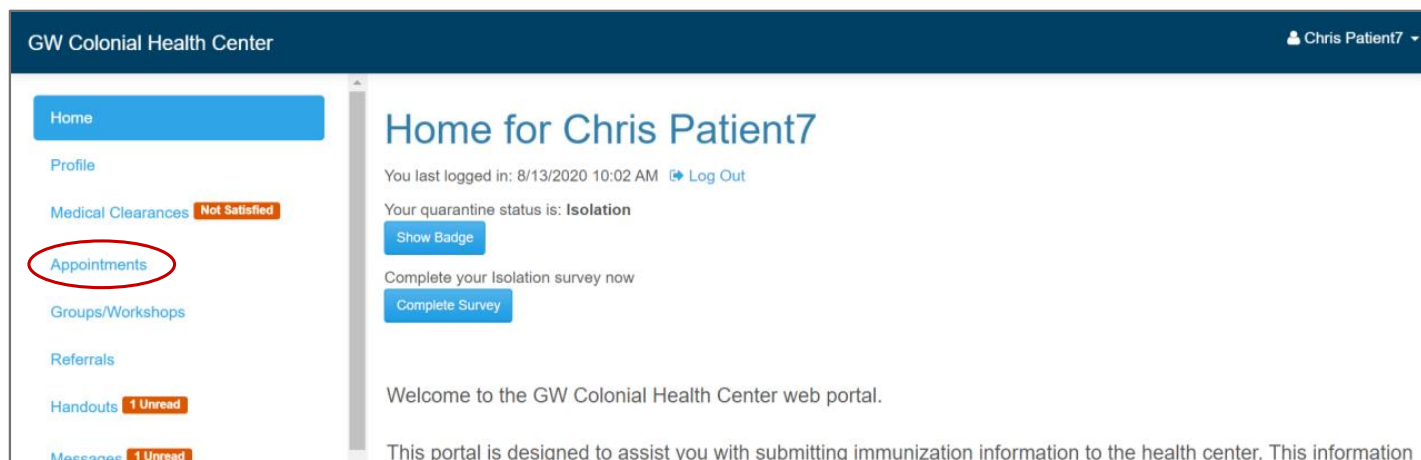 GW Colonial Health Center
Chris Patient7
Home
Profile
Medical Clearances Not Satisfied
Appointments
Groups/Workshops
Referrals
Handouts 1 Unread
Messages 1 Unread
Home for Chris Patient7
You last logged in: 8/13/2020 10:02 AM Log Out
Your quarantine status is: Isolation
Show Badge
Complete your Isolation survey now
Complete Survey
Welcome to the GW Colonial Health Center web portal.
This portal is designed to assist you with submitting immunization information to the health center. This information